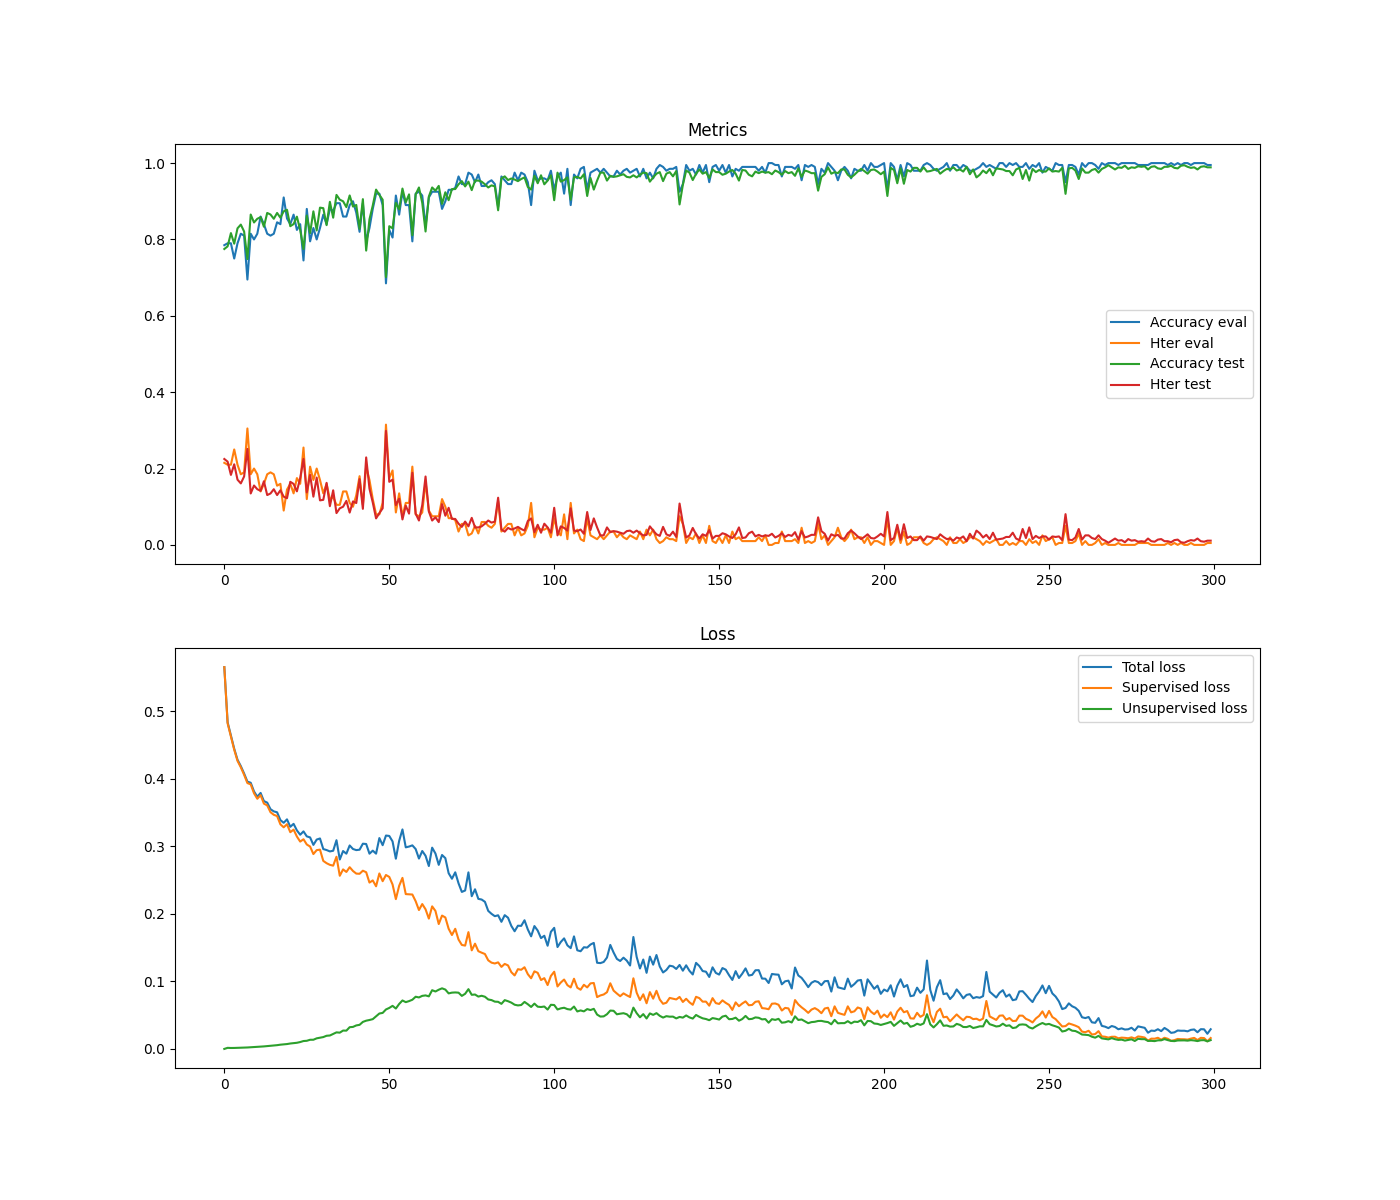 Metrics
1.0
0.8
0.6
0.4
0.2
0.0
Accuracy eval
Hter eval
Accuracy test
Hter test
0 50 100 150 200 250 300
Loss
0.5
0.4
0.3
0.2
0.1
0.0
Total loss
Supervised loss
Unsupervised loss
0 50 100 150 200 250 300